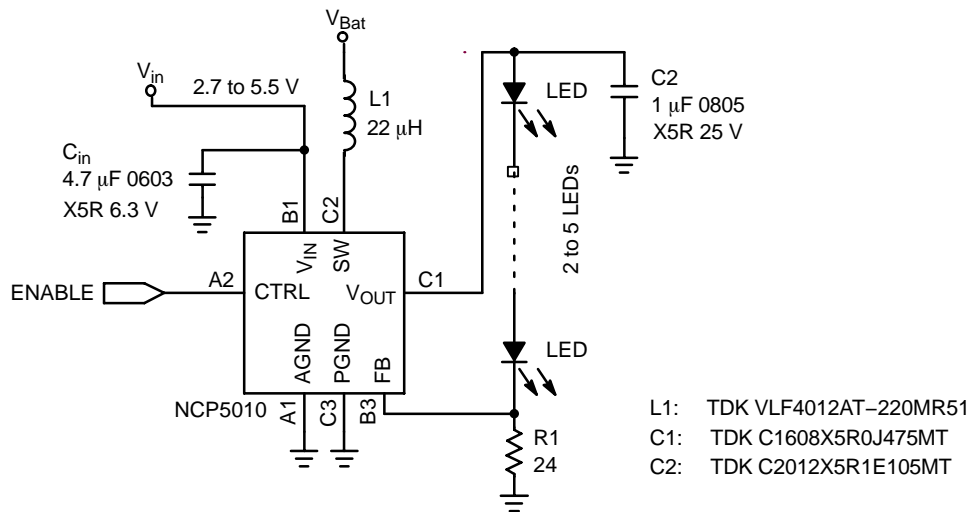 VBat
Vin
2.7 to 5.5 V
L1
22 μH
LED
C2
1 μF 0805
X5R 25 V
Cin
4.7 μF 0603
X5R 6.3 V
B1
C2
2 to 5 LEDs
VIN
SW
ENABLE
A2
CTRL
VOUT
C1
AGND
PGND
FB
LED
NCP5010
A1
C3
B3
R1
24
L1: TDK VLF4012AT−220MR51
C1: TDK C1608X5R0J475MT
C2: TDK C2012X5R1E105MT